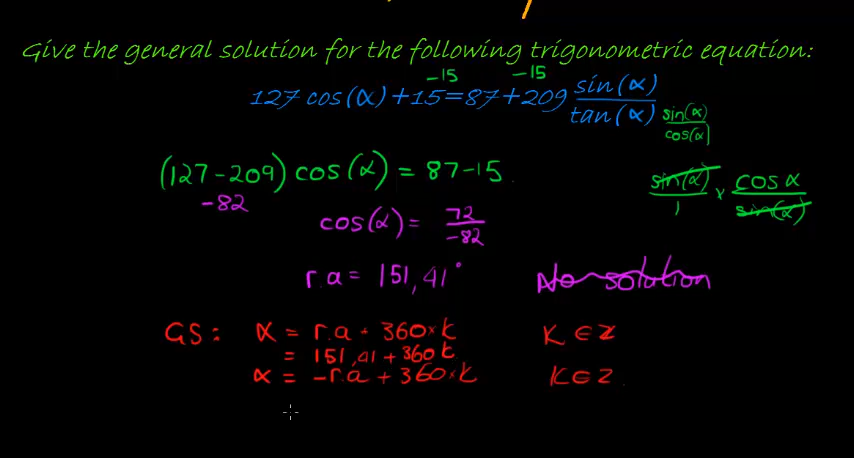 Give the general solution for the following trigonometric equation:
-15 -15
127 cos(α)+15=87+209 sin(α)/tan(α)
sin(α)/cos(α)
(127-209) cos(α) = 87-15
-82
sin(α)/1 × cos α/sin(α)
cos(α) = 72/-82
r.a = 151,41°
No solution
GS: α = r.a + 360×k K ∈ Z
= 151,41 + 360k
α = -r.a + 360×k K ∈ Z